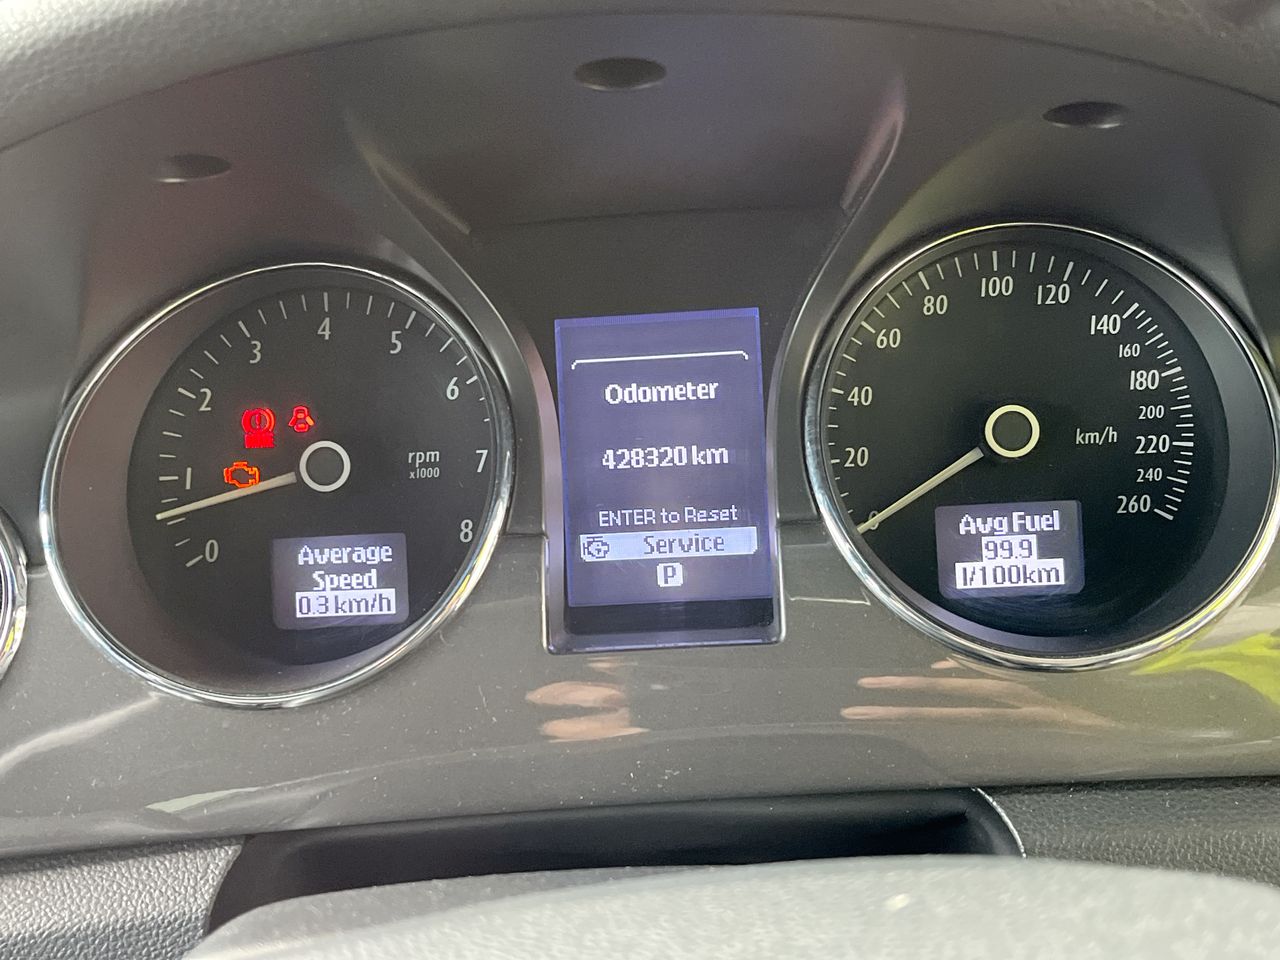 0
1
2
3
4
5
6
7
8
rpm
x1000
Average
Speed
0.3 km/h
Odometer
428320 km
ENTER to Reset
Service
P
0
20
40
60
80
100
120
140
160
180
200
220
240
260
km/h
Avg Fuel
99.9
l/100km